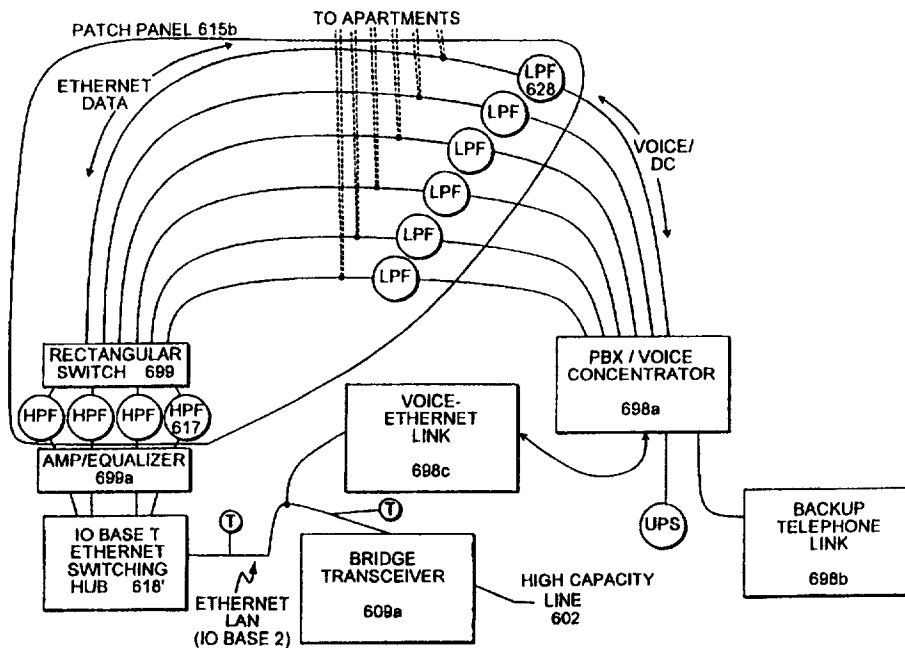 TO APARTMENTS
PATCH PANEL 615b
ETHERNET
DATA
LPF
628
LPF
LPF
LPF
LPF
LPF
VOICE/
DC
RECTANGULAR
SWITCH 699
HPF
HPF
HPF
HPF
617
AMP/EQUALIZER
699a
IO BASE T
ETHERNET
SWITCHING
HUB 618'
T
ETHERNET
LAN
(IO BASE 2)
VOICE-
ETHERNET
LINK
698c
T
BRIDGE
TRANSCEIVER
609a
HIGH CAPACITY
LINE
602
PBX / VOICE
CONCENTRATOR
698a
UPS
BACKUP
TELEPHONE
LINK
698b